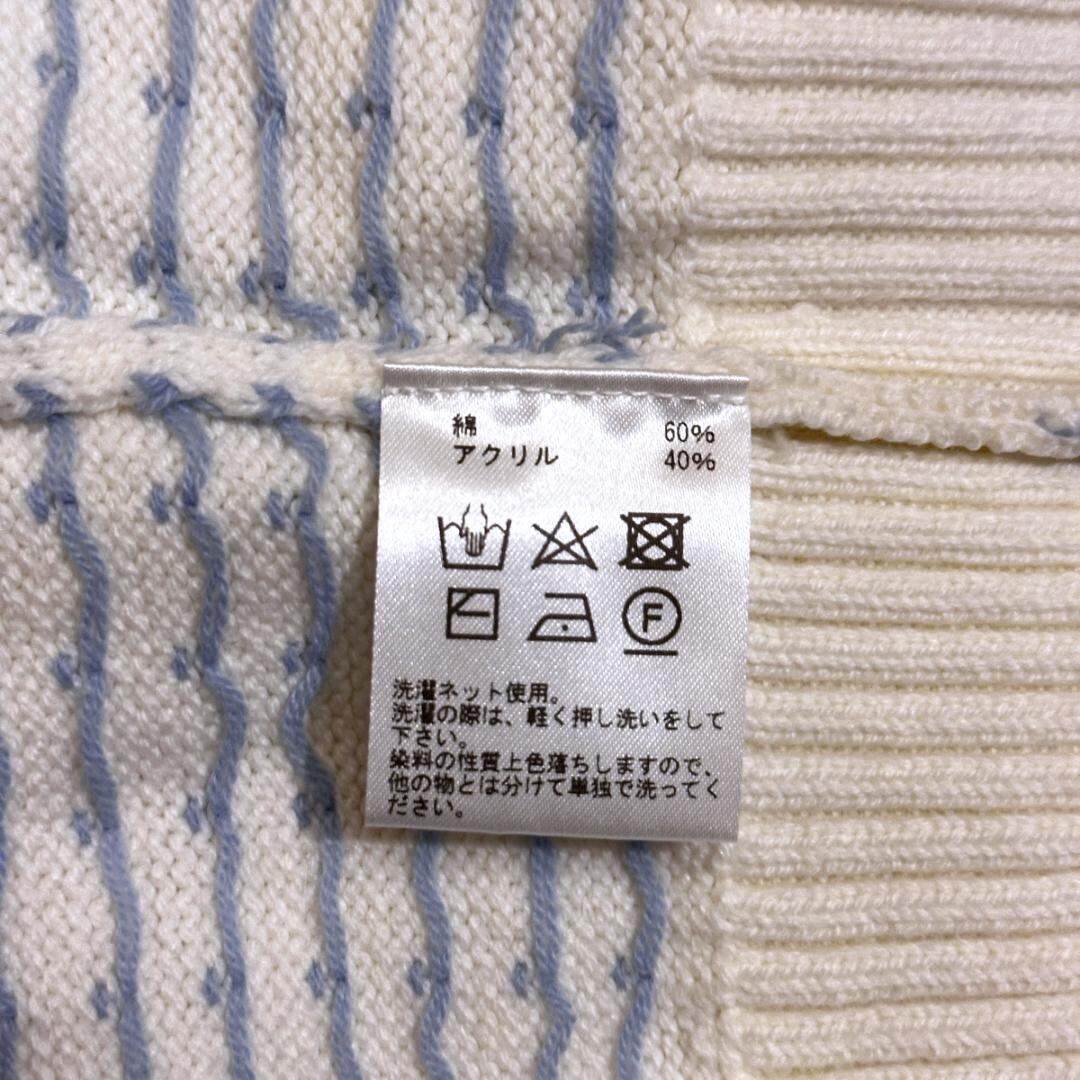 綿 60%
アクリル 40%
F
洗濯ネット使用。
洗濯の際は、軽く押し洗いをして
下さい。
染料の性質上色落ちしますので、
他の物とは分けて単独で洗ってく
ださい。